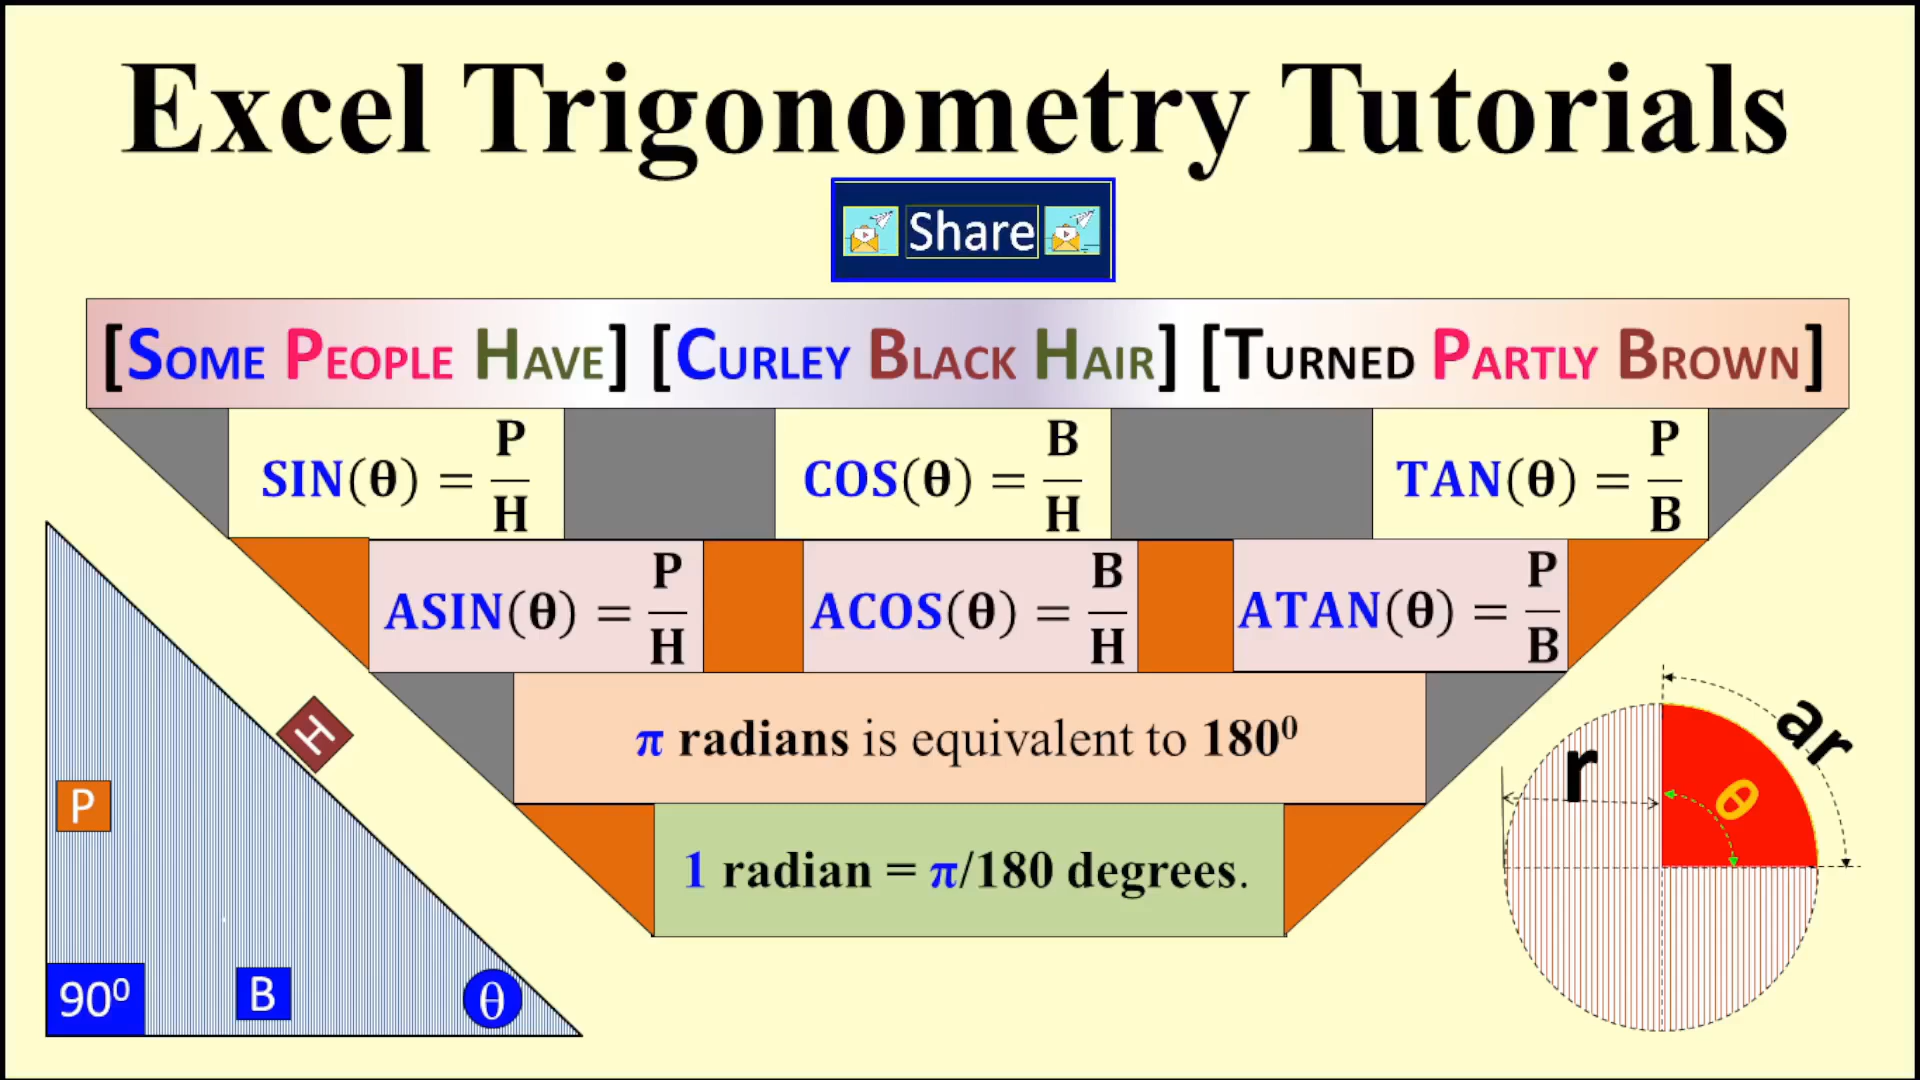 Excel Trigonometry Tutorials
Share
[SOME PEOPLE HAVE] [CURLEY BLACK HAIR] [TURNED PARTLY BROWN]
SIN(θ) = P/H
COS(θ) = B/H
TAN(θ) = P/B
ASIN(θ) = P/H
ACOS(θ) = B/H
ATAN(θ) = P/B
π radians is equivalent to 180⁰
1 radian = π/180 degrees.
H
P
90⁰
B
θ
r
θ
ar